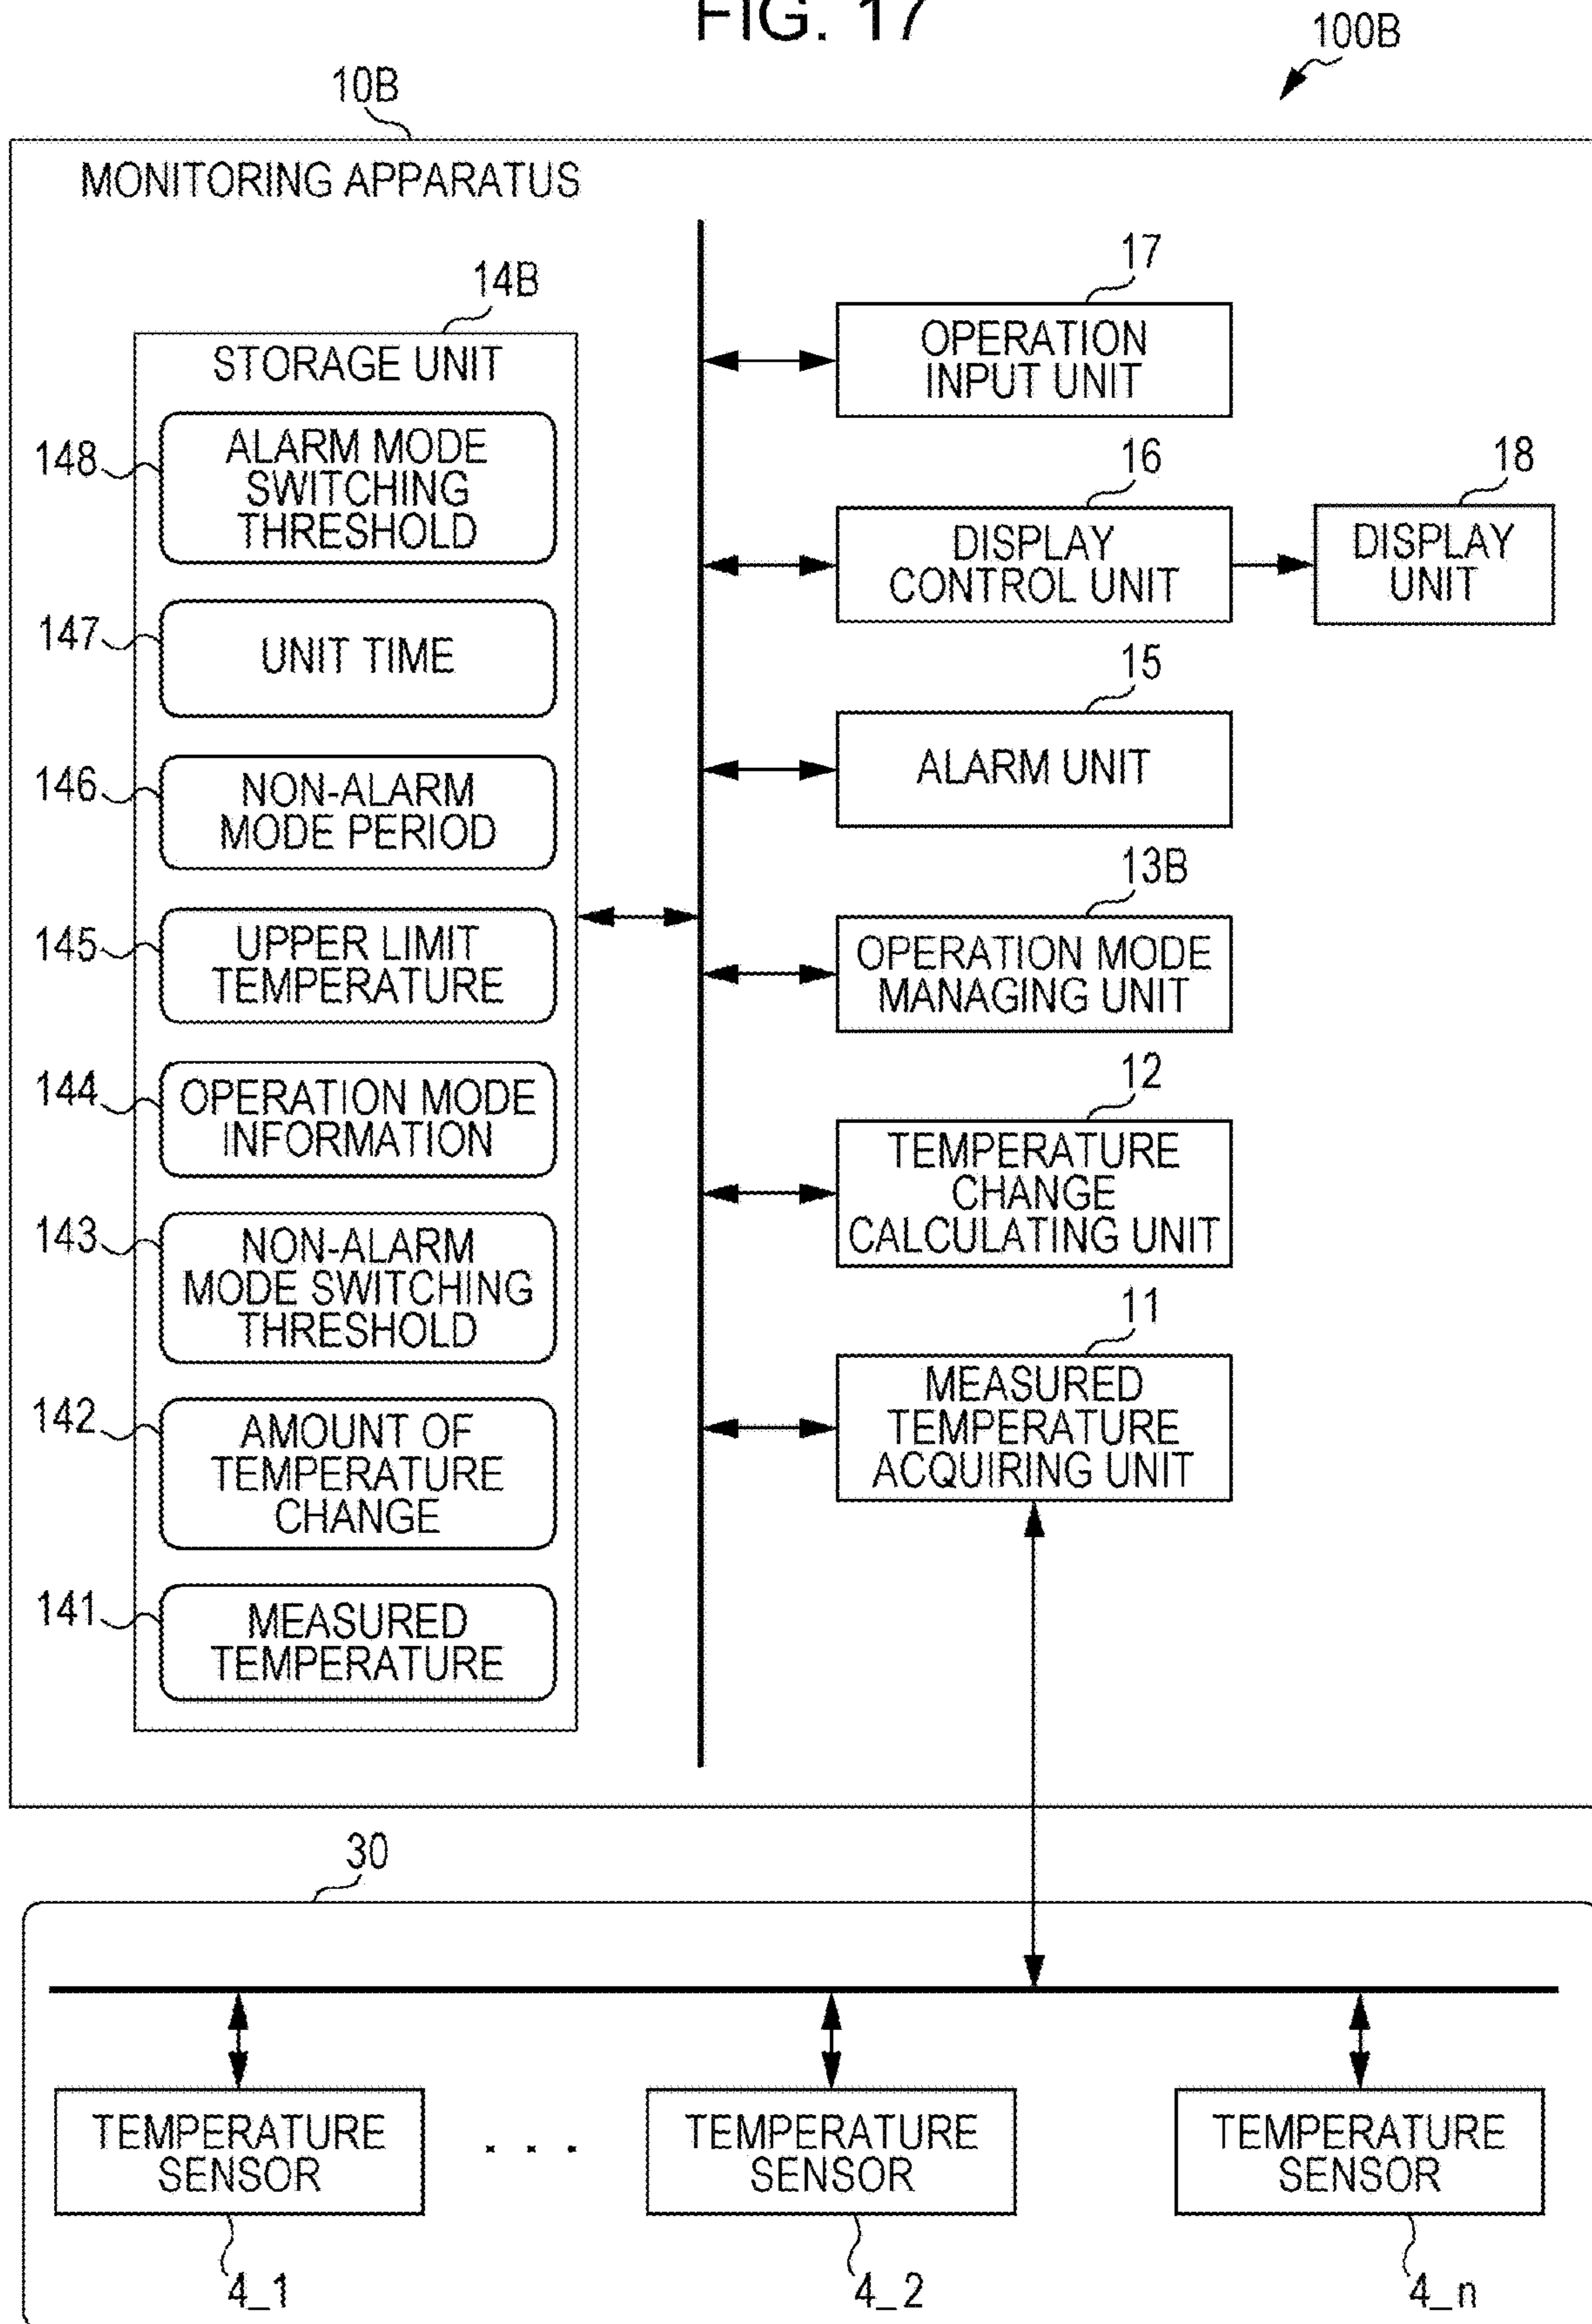 FIG. 17
100B
10B
MONITORING APPARATUS
14B
STORAGE UNIT
148
ALARM MODE
SWITCHING
THRESHOLD
147
UNIT TIME
146
NON-ALARM
MODE PERIOD
145
UPPER LIMIT
TEMPERATURE
144
OPERATION MODE
INFORMATION
143
NON-ALARM
MODE SWITCHING
THRESHOLD
142
AMOUNT OF
TEMPERATURE
CHANGE
141
MEASURED
TEMPERATURE
17
OPERATION
INPUT UNIT
16
DISPLAY
CONTROL UNIT
18
DISPLAY
UNIT
15
ALARM UNIT
13B
OPERATION MODE
MANAGING UNIT
12
TEMPERATURE
CHANGE
CALCULATING UNIT
11
MEASURED
TEMPERATURE
ACQUIRING UNIT
30
TEMPERATURE
SENSOR
4_1
. . .
TEMPERATURE
SENSOR
4_2
TEMPERATURE
SENSOR
4_n